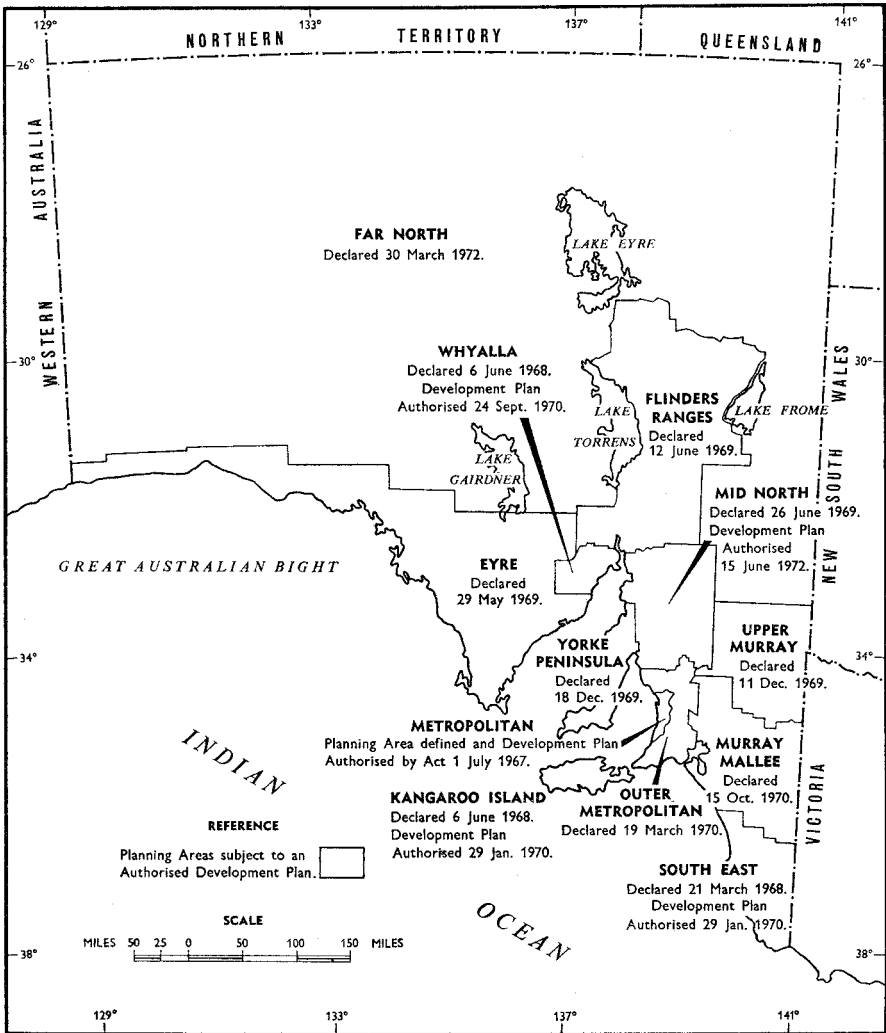 129°
133°
137°
141°
NORTHERN TERRITORY
QUEENSLAND
26°
26°
WESTERN AUSTRALIA
FAR NORTH
Declared 30 March 1972.
LAKE EYRE
30°
30°
WHYALLA
Declared 6 June 1968.
Development Plan
Authorised 24 Sept. 1970.
LAKE
TORRENS
FLINDERS
RANGES
Declared
12 June 1969.
LAKE FROME
NEW SOUTH WALES
LAKE
GAIRDNER
MID NORTH
Declared 26 June 1969.
Development Plan
Authorised
15 June 1972.
GREAT AUSTRALIAN BIGHT
EYRE
Declared
29 May 1969.
34°
34°
YORKE
PENINSULA
Declared
18 Dec. 1969.
UPPER
MURRAY
Declared
11 Dec. 1969.
METROPOLITAN
Planning Area defined and Development Plan
Authorised by Act 1 July 1967.
MURRAY
MALLEE
Declared
15 Oct. 1970.
VICTORIA
INDIAN
OCEAN
KANGAROO ISLAND
Declared 6 June 1968.
Development Plan
Authorised 29 Jan. 1970.
OUTER
METROPOLITAN
Declared 19 March 1970.
REFERENCE
Planning Areas subject to an
Authorised Development Plan.
SOUTH EAST
Declared 21 March 1968.
Development Plan
Authorised 29 Jan. 1970.
SCALE
MILES 50 25 0 50 100 150 MILES
38°
38°
129°
133°
137°
141°